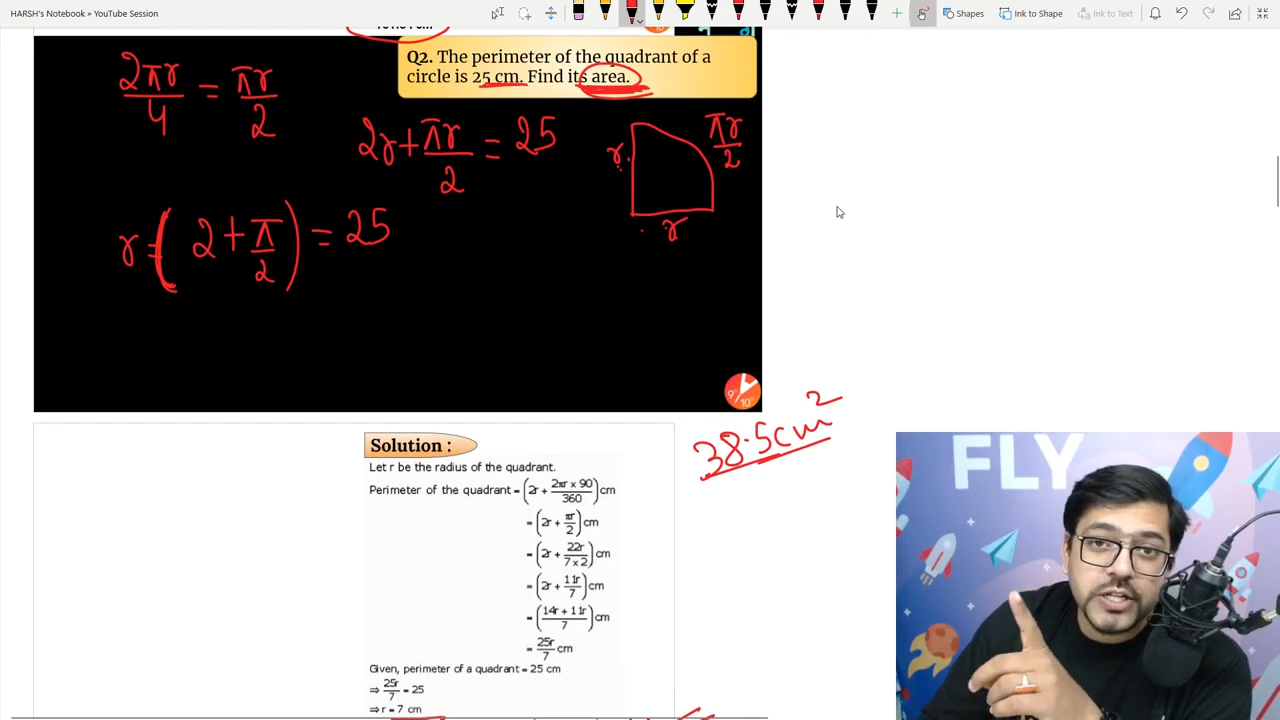 HARSH's Notebook » YouTube Session
Shapes
Ink to Shape
Ink to Text
Q2. The perimeter of the quadrant of a
circle is 25 cm. Find its area.
2πr/4 = πr/2
2r + πr/2 = 25
r
πr/2
r
r = (2 + π/2) = 25
9th
10th
38.5cm²
Solution :
Let r be the radius of the quadrant.
Perimeter of the quadrant = (2r + 2πr x 90/360) cm
= (2r + πr/2) cm
= (2r + 22r/7 x 2) cm
= (2r + 11r/7) cm
= (14r + 11r/7) cm
= 25r/7 cm
Given, perimeter of a quadrant = 25 cm
⇒ 25r/7 = 25
⇒ r = 7 cm
FLY